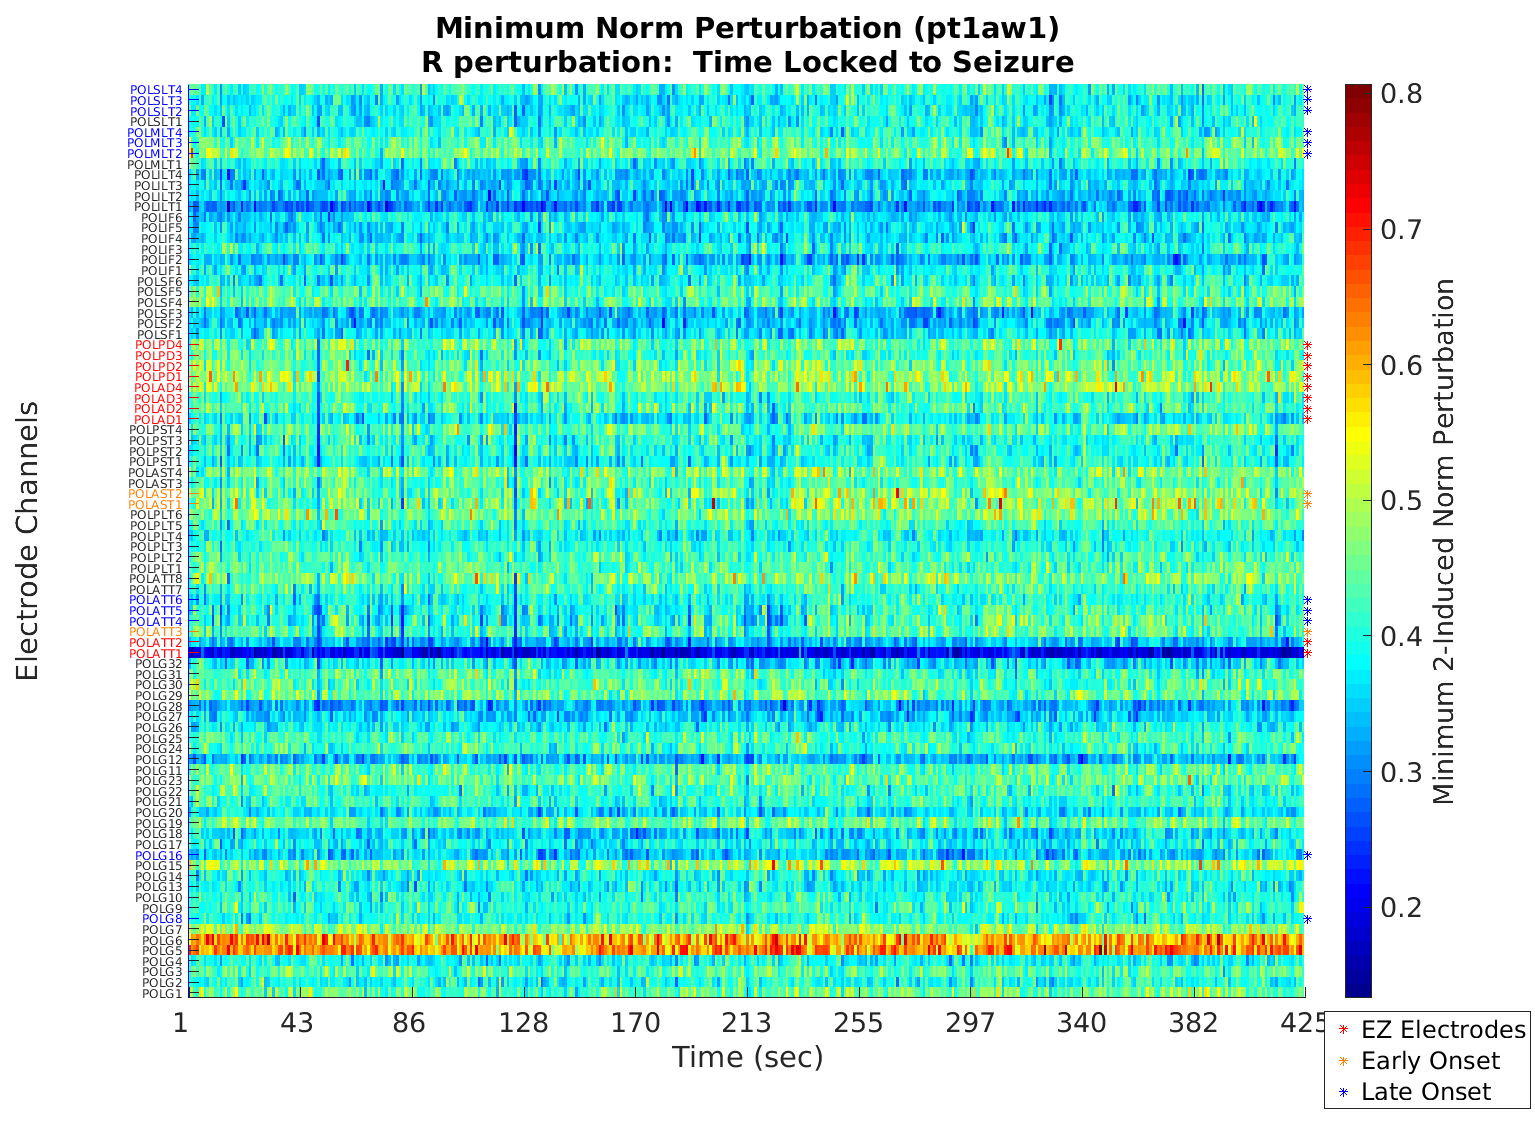 Minimum Norm Perturbation (pt1aw1)
R perturbation:  Time Locked to Seizure
Electrode Channels
POLSLT4
POLSLT3
POLSLT2
POLSLT1
POLMLT4
POLMLT3
POLMLT2
POLMLT1
POLILT4
POLILT3
POLILT2
POLILT1
POLIF6
POLIF5
POLIF4
POLIF3
POLIF2
POLIF1
POLSF6
POLSF5
POLSF4
POLSF3
POLSF2
POLSF1
POLPD4
POLPD3
POLPD2
POLPD1
POLAD4
POLAD3
POLAD2
POLAD1
POLPST4
POLPST3
POLPST2
POLPST1
POLAST4
POLAST3
POLAST2
POLAST1
POLPLT6
POLPLT5
POLPLT4
POLPLT3
POLPLT2
POLPLT1
POLATT8
POLATT7
POLATT6
POLATT5
POLATT4
POLATT3
POLATT2
POLATT1
POLG32
POLG31
POLG30
POLG29
POLG28
POLG27
POLG26
POLG25
POLG24
POLG12
POLG11
POLG23
POLG22
POLG21
POLG20
POLG19
POLG18
POLG17
POLG16
POLG15
POLG14
POLG13
POLG10
POLG9
POLG8
POLG7
POLG6
POLG5
POLG4
POLG3
POLG2
POLG1
1 43 86 128 170 213 255 297 340 382 425
Time (sec)
0.8
0.7
0.6
0.5
0.4
0.3
0.2
Minimum 2-Induced Norm Perturbation
EZ Electrodes
Early Onset
Late Onset